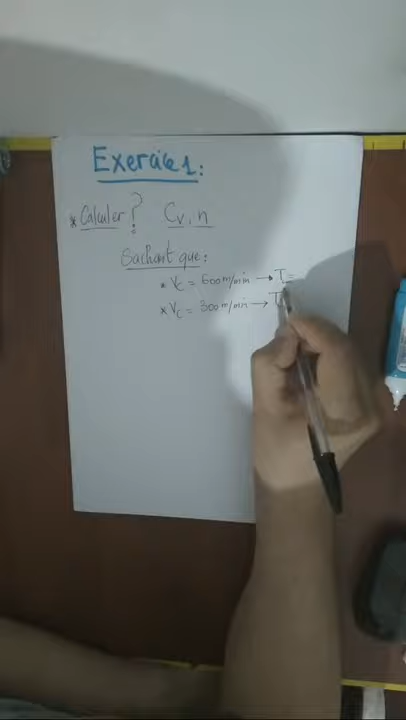 Exercice 1:
* Calculer? Cv, n
Sachant que:
* Vc = 600 m/min → T =
* Vc = 300 m/min → T